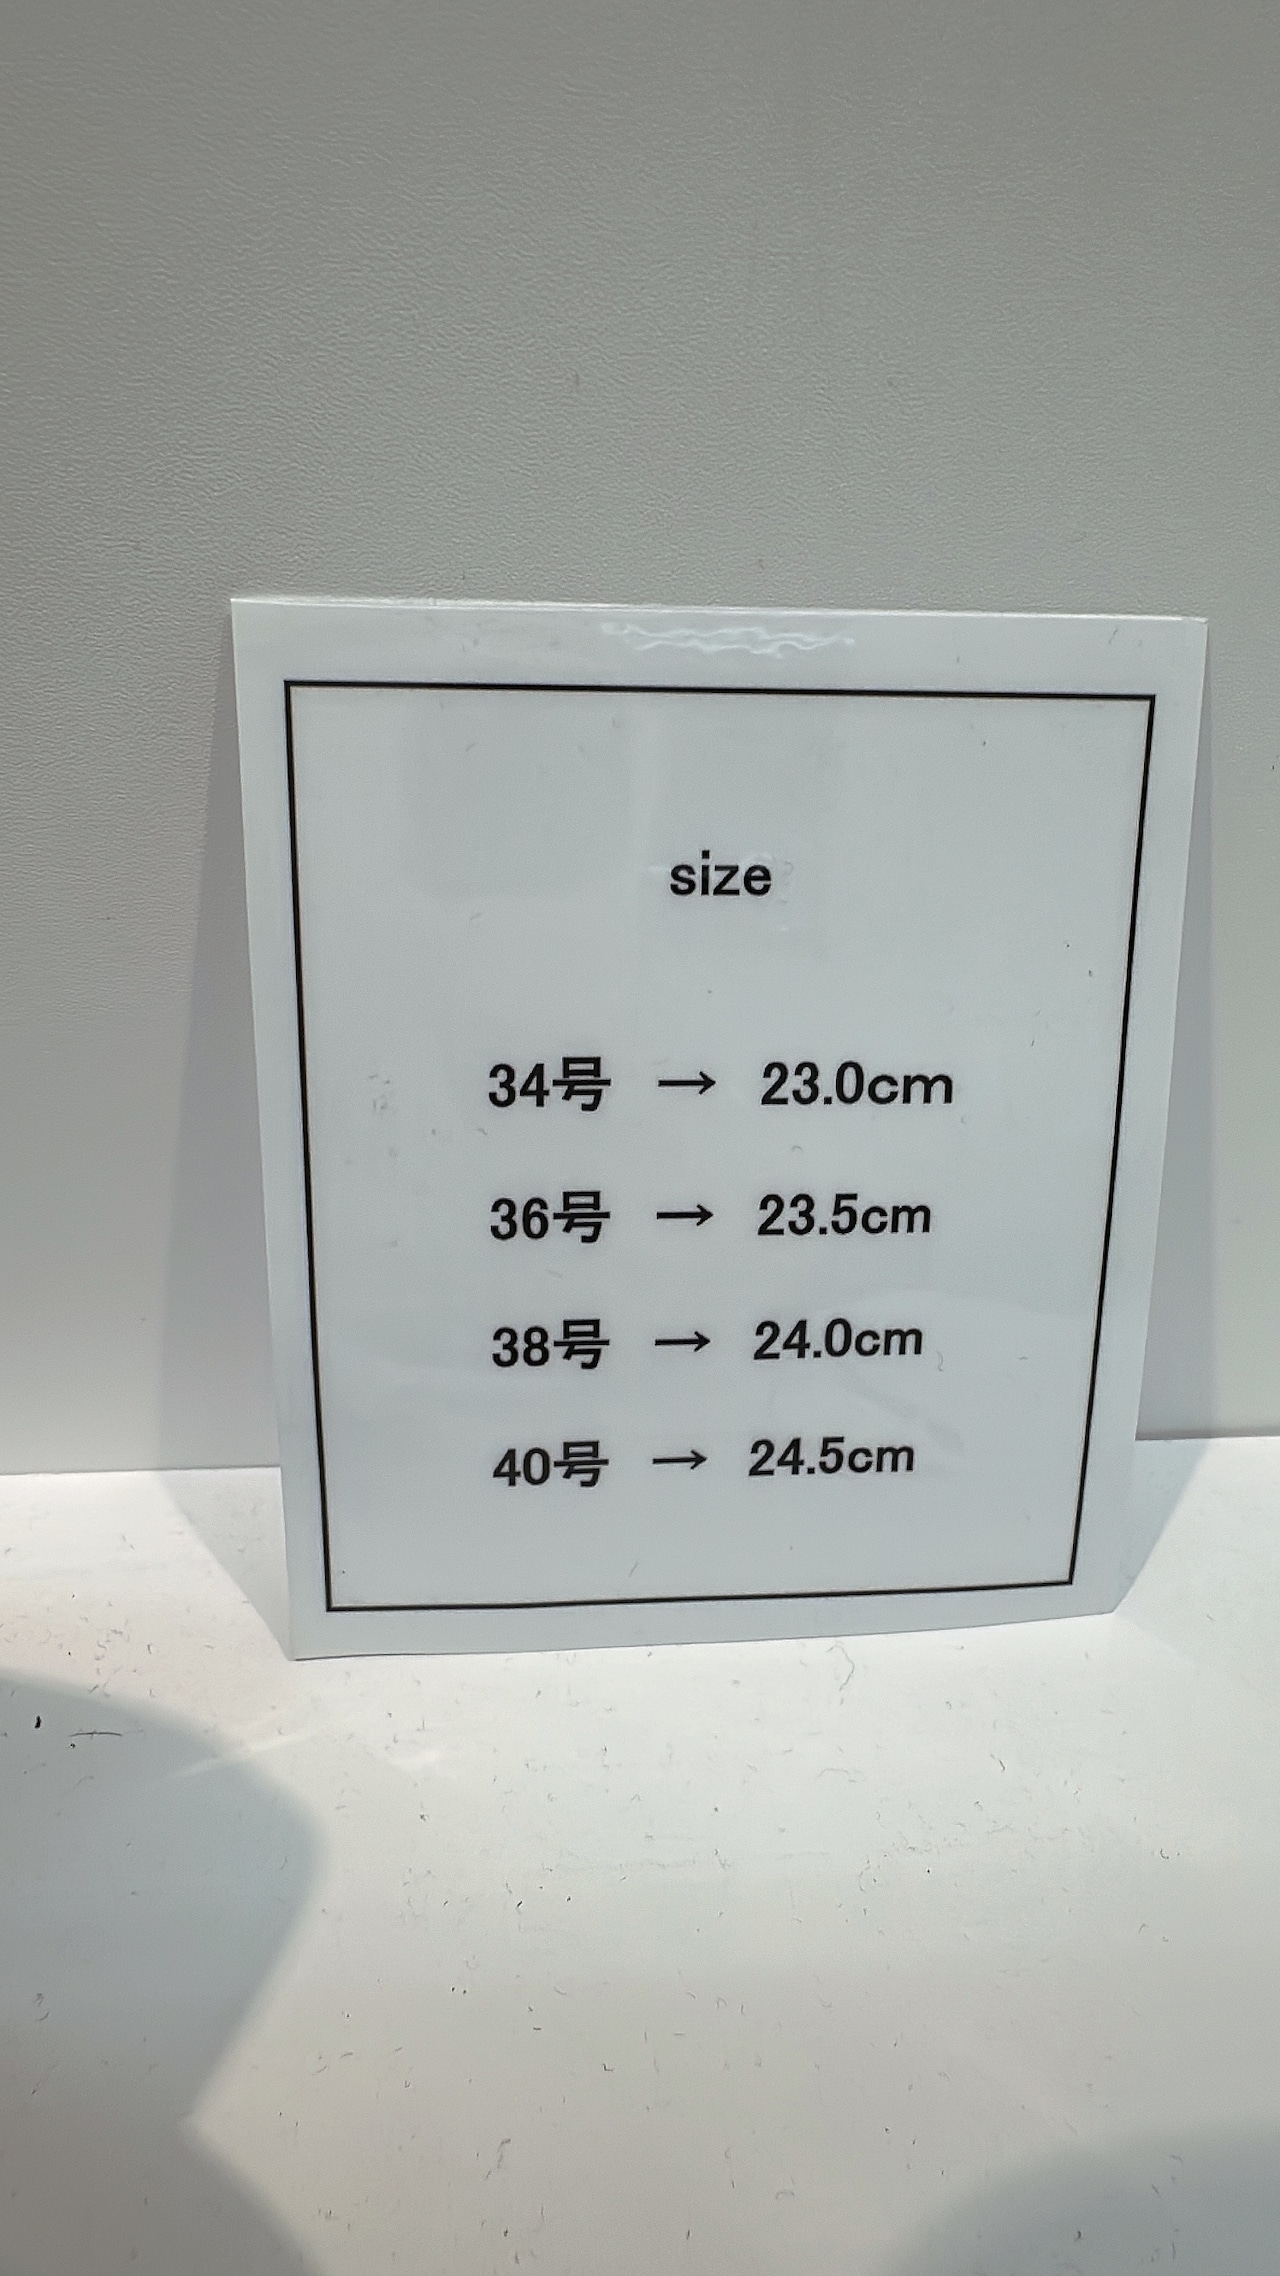 size
34号 → 23.0cm
36号 → 23.5cm
38号 → 24.0cm
40号 → 24.5cm